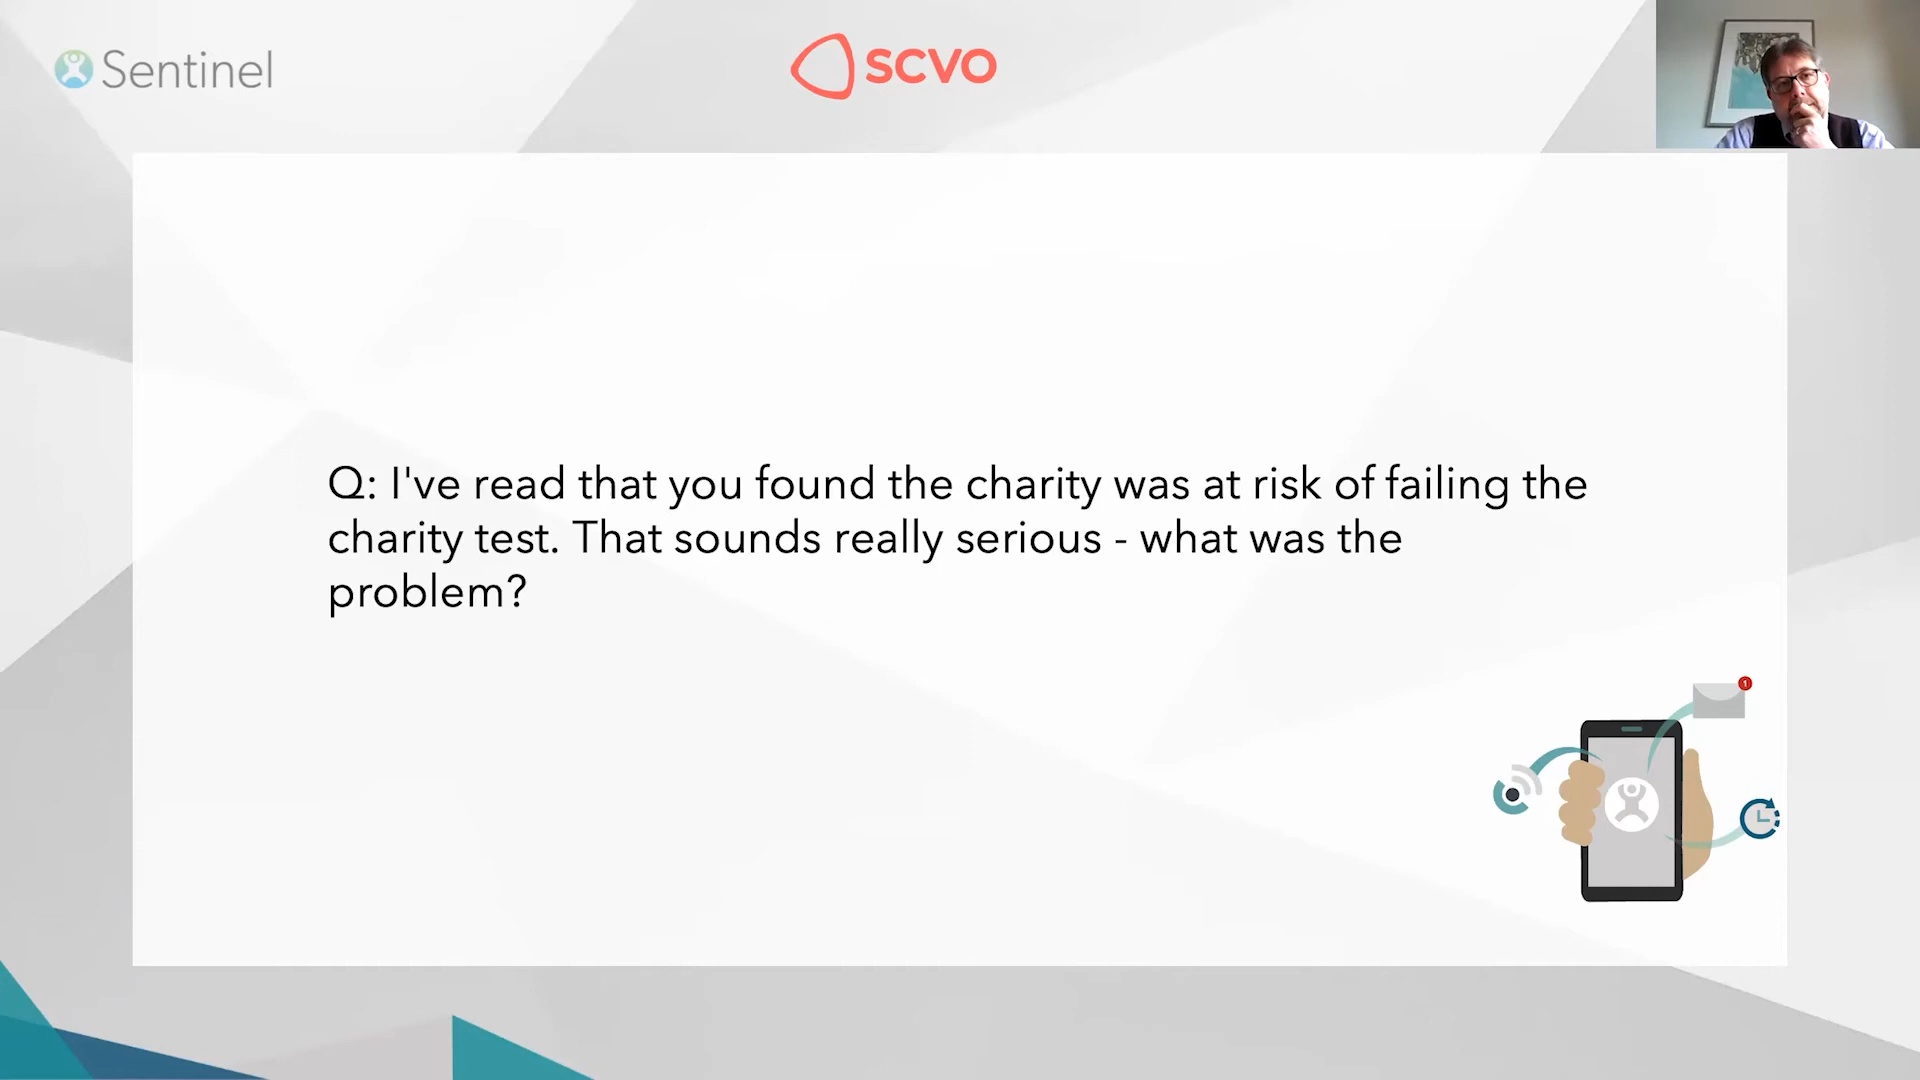 Sentinel
scvo
Q: I've read that you found the charity was at risk of failing the
charity test. That sounds really serious - what was the
problem?
1